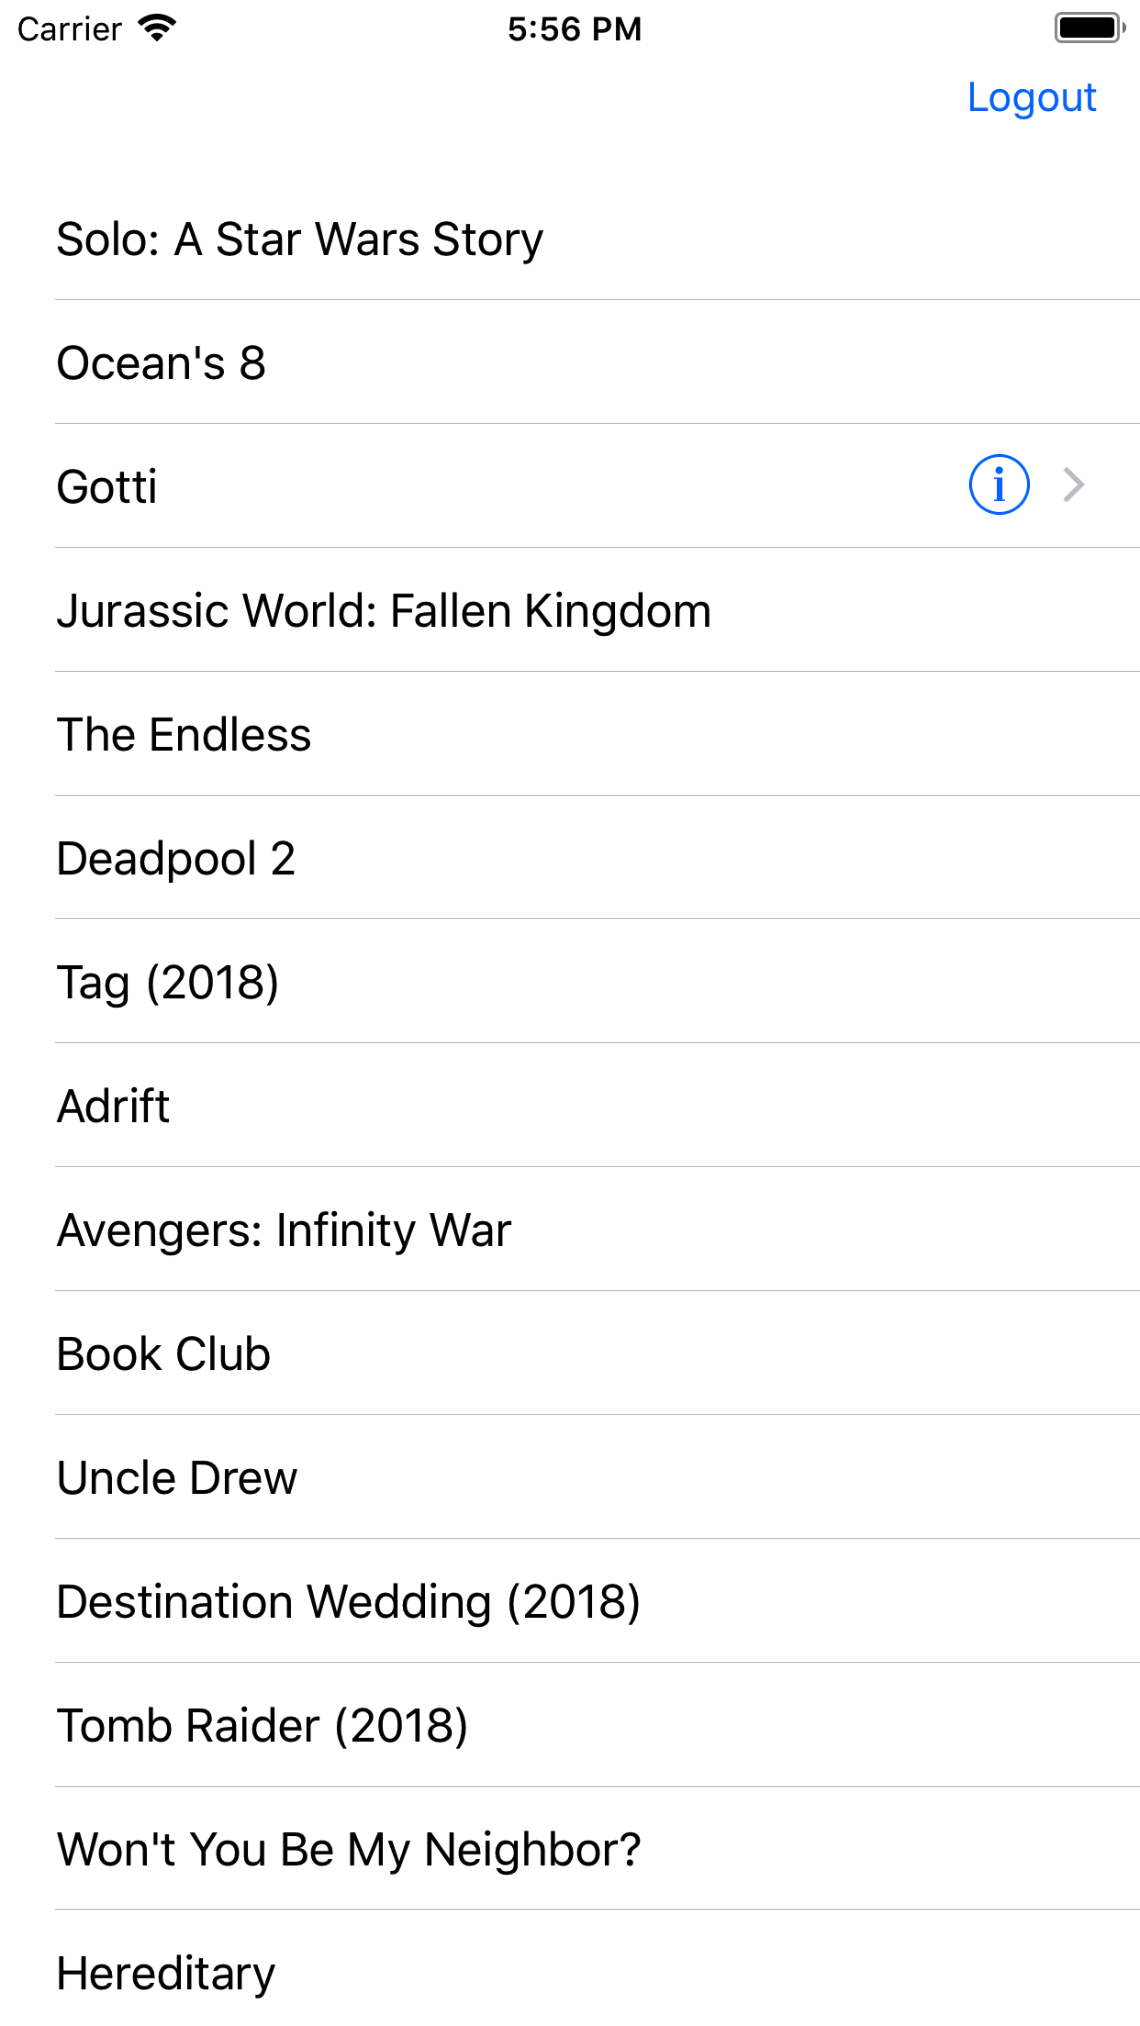 Carrier 5:56 PM
Logout
Solo: A Star Wars Story
Ocean's 8
Gotti
Jurassic World: Fallen Kingdom
The Endless
Deadpool 2
Tag (2018)
Adrift
Avengers: Infinity War
Book Club
Uncle Drew
Destination Wedding (2018)
Tomb Raider (2018)
Won't You Be My Neighbor?
Hereditary